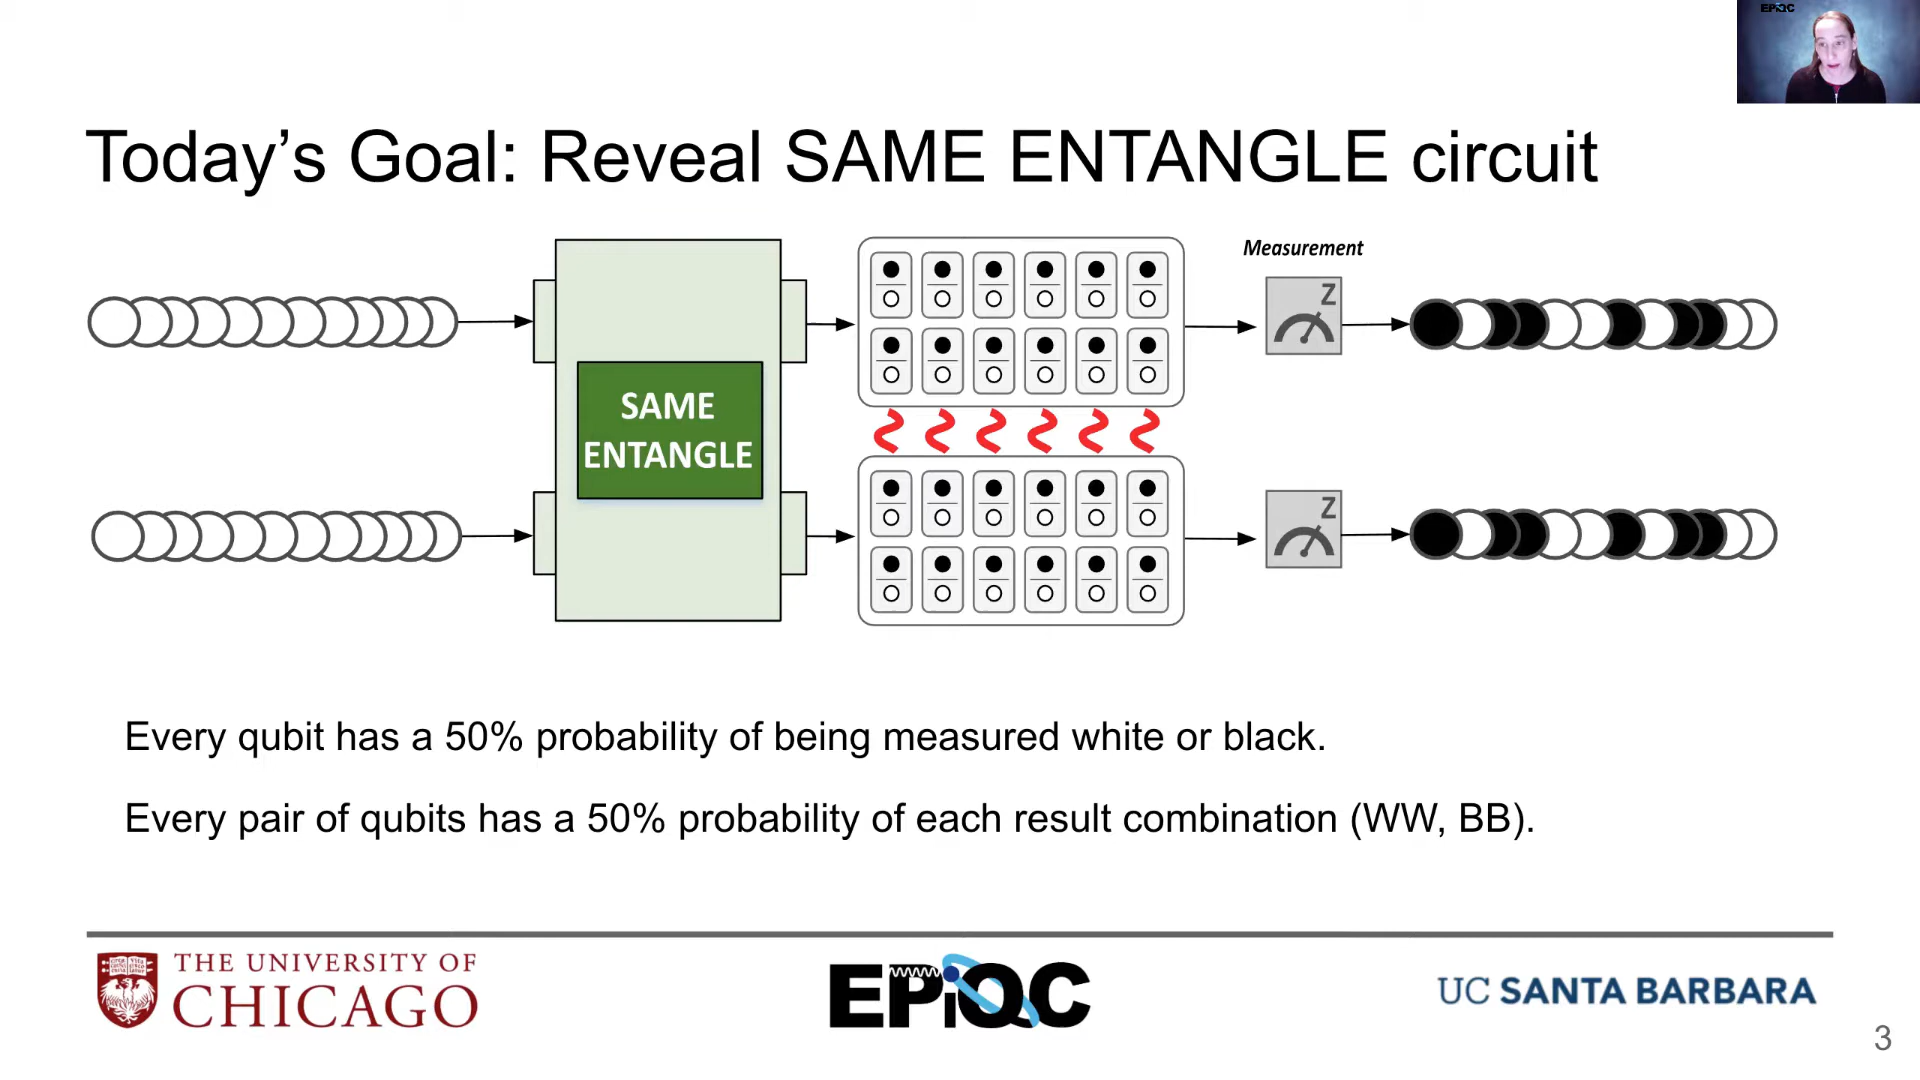 EPiQC
Today’s Goal: Reveal SAME ENTANGLE circuit
Measurement
Z
SAME
ENTANGLE
Z
Every qubit has a 50% probability of being measured white or black.
Every pair of qubits has a 50% probability of each result combination (WW, BB).
THE UNIVERSITY OF
CHICAGO
EPiQC
UC SANTA BARBARA
3